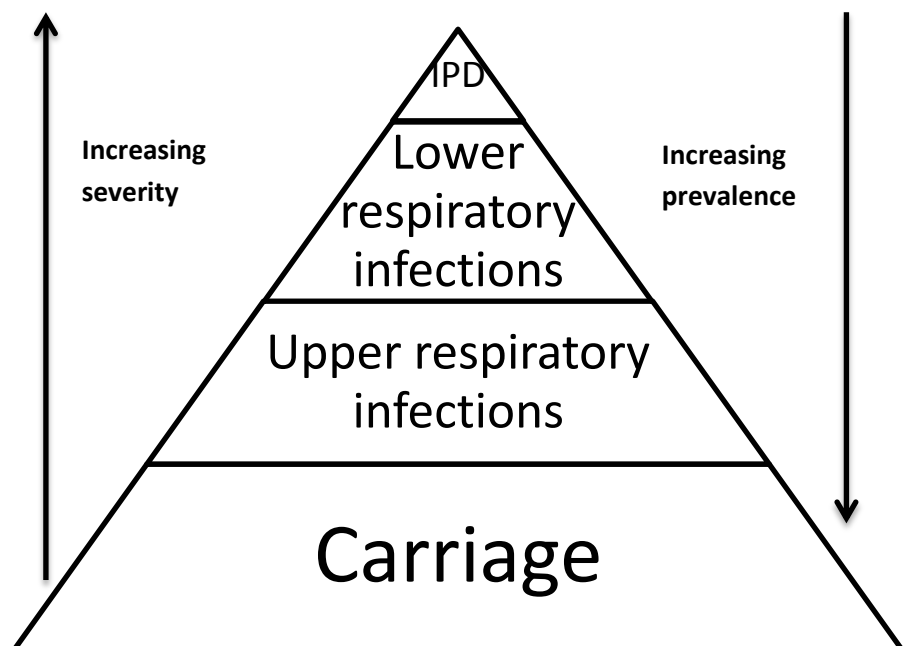 IPD
Increasing
severity
Lower
respiratory
infections
Increasing
prevalence
Upper respiratory
infections
Carriage